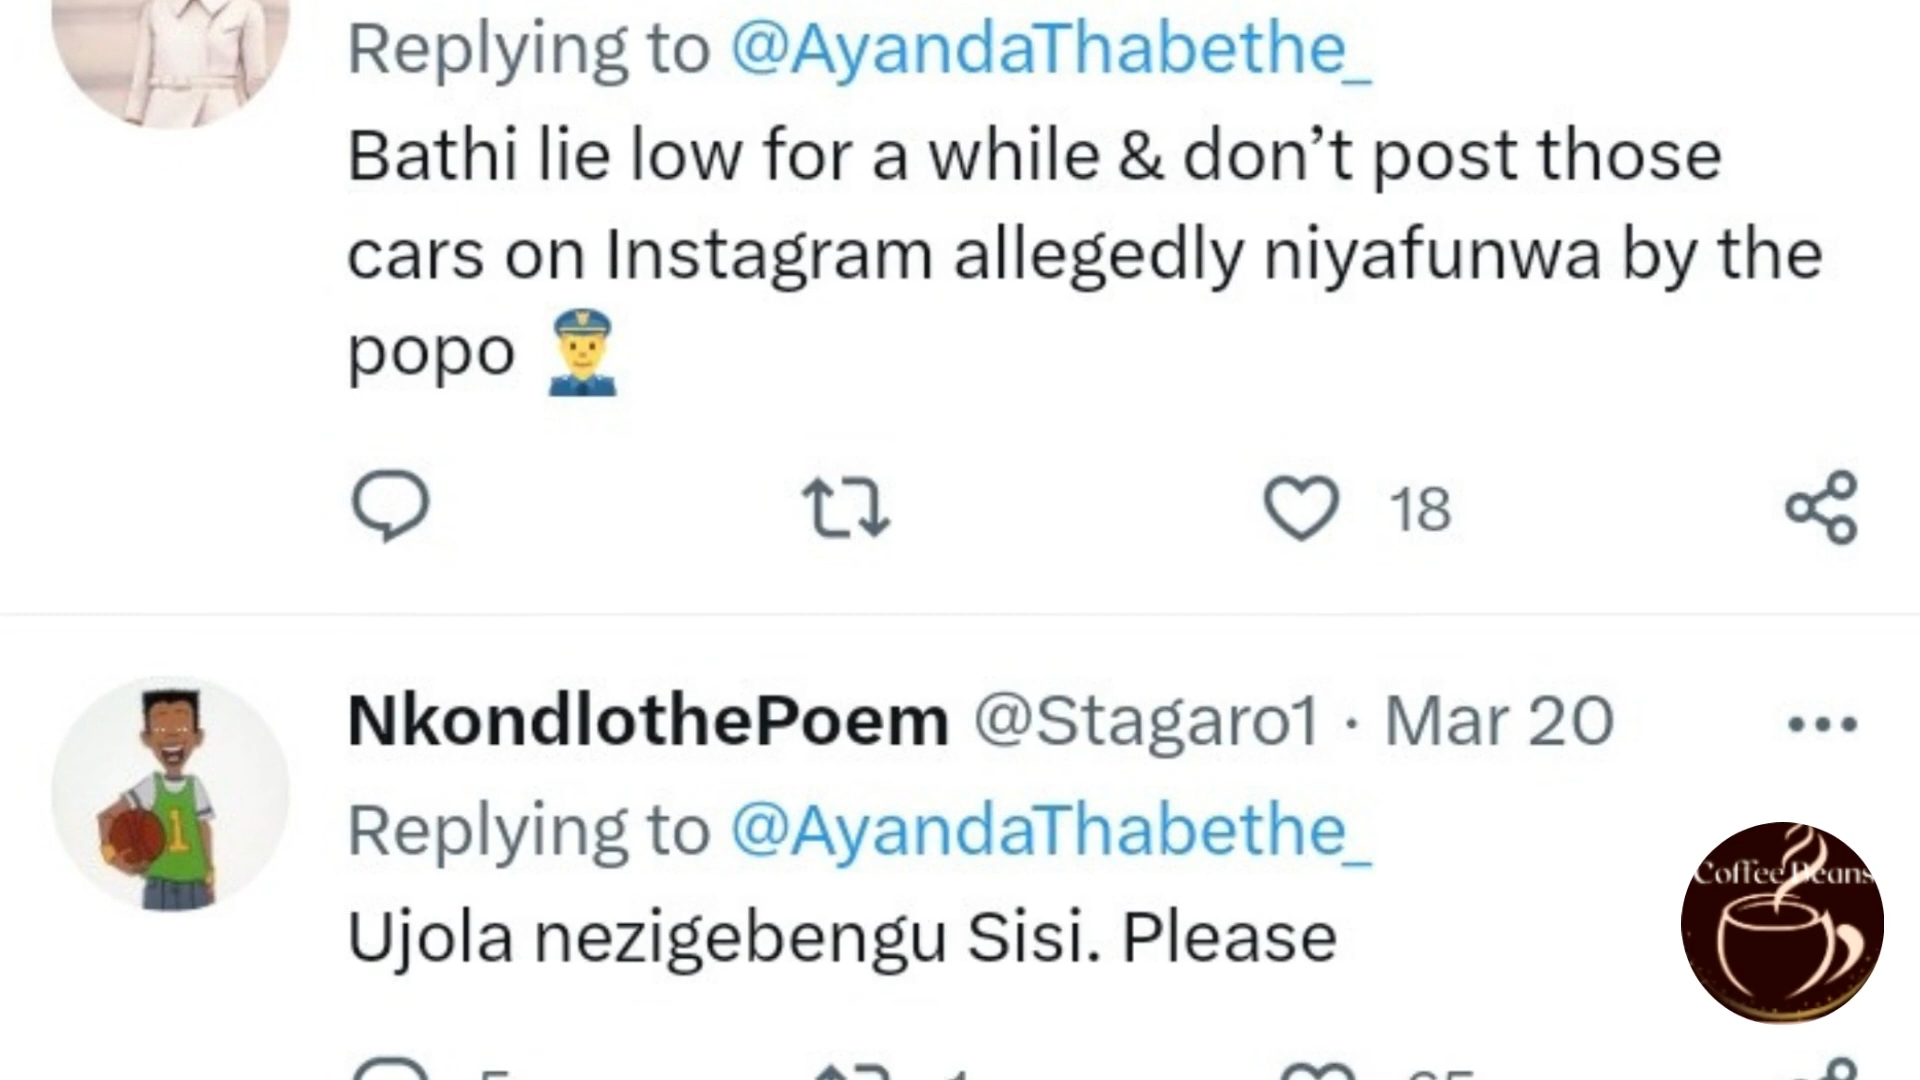 Replying to @AyandaThabethe_
Bathi lie low for a while & don’t post those
cars on Instagram allegedly niyafunwa by the
popo
18
NkondlothePoem @Stagaro1 · Mar 20
Replying to @AyandaThabethe_
Ujola nezigebengu Sisi. Please
Coffee Beans
1